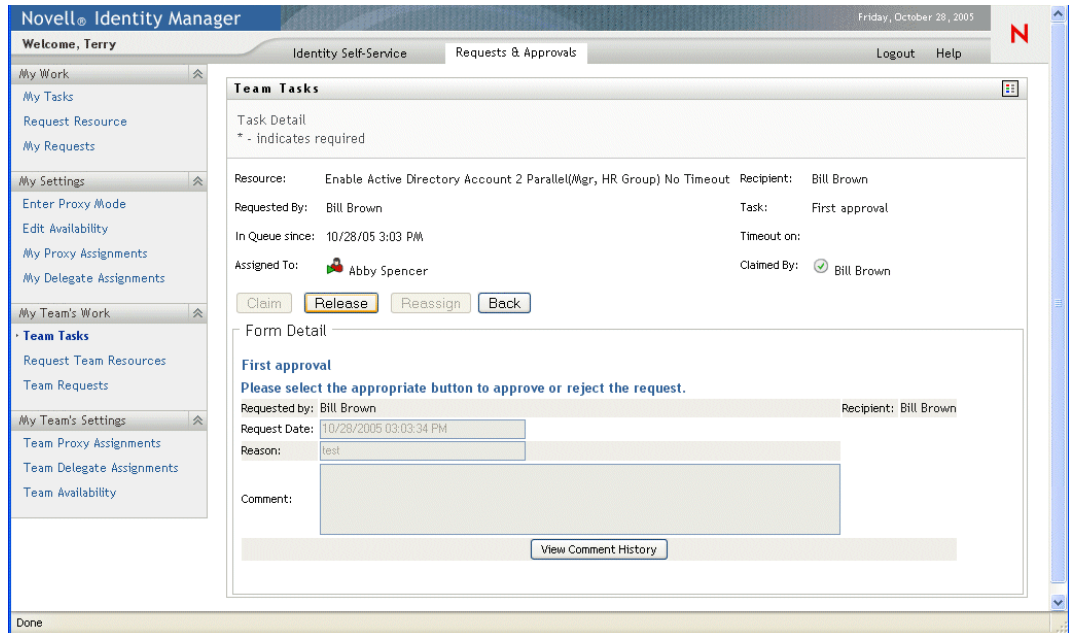 Novell® Identity Manager
Friday, October 28, 2005
N
Welcome, Terry
Identity Self-Service
Requests & Approvals
Logout Help
My Work
My Tasks
Request Resource
My Requests
My Settings
Enter Proxy Mode
Edit Availability
My Proxy Assignments
My Delegate Assignments
My Team's Work
Team Tasks
Request Team Resources
Team Requests
My Team's Settings
Team Proxy Assignments
Team Delegate Assignments
Team Availability
Team Tasks
Task Detail
* - indicates required
Resource: Enable Active Directory Account 2 Parallel(Mgr, HR Group) No Timeout Recipient: Bill Brown
Requested By: Bill Brown Task: First approval
In Queue since: 10/28/05 3:03 PM Timeout on:
Assigned To: Abby Spencer Claimed By: Bill Brown
Claim Release Reassign Back
Form Detail
First approval
Please select the appropriate button to approve or reject the request.
Requested by: Bill Brown Recipient: Bill Brown
Request Date: 10/28/2005 03:03:34 PM
Reason: test
Comment:
View Comment History
Done